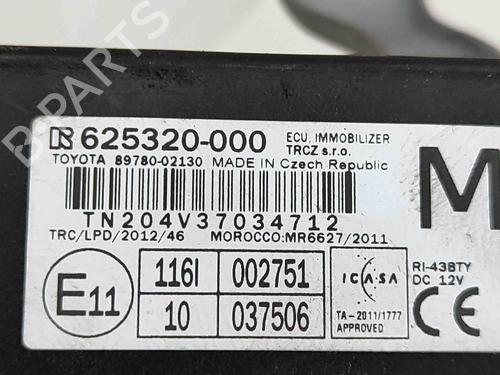 625320-000
ECU, IMMOBILIZER
TRCZ s.r.o.
TOYOTA 89780-02130 MADE IN Czech Republic
M
TN204V37034712
TRC/LPD/2012/46 MOROCCO:MR6627/2011
E11
116I 002751
10 037506
ICASA
TA-2011/1777
APPROVED
RI-43BTY
DC 12V
CE
B-PARTS